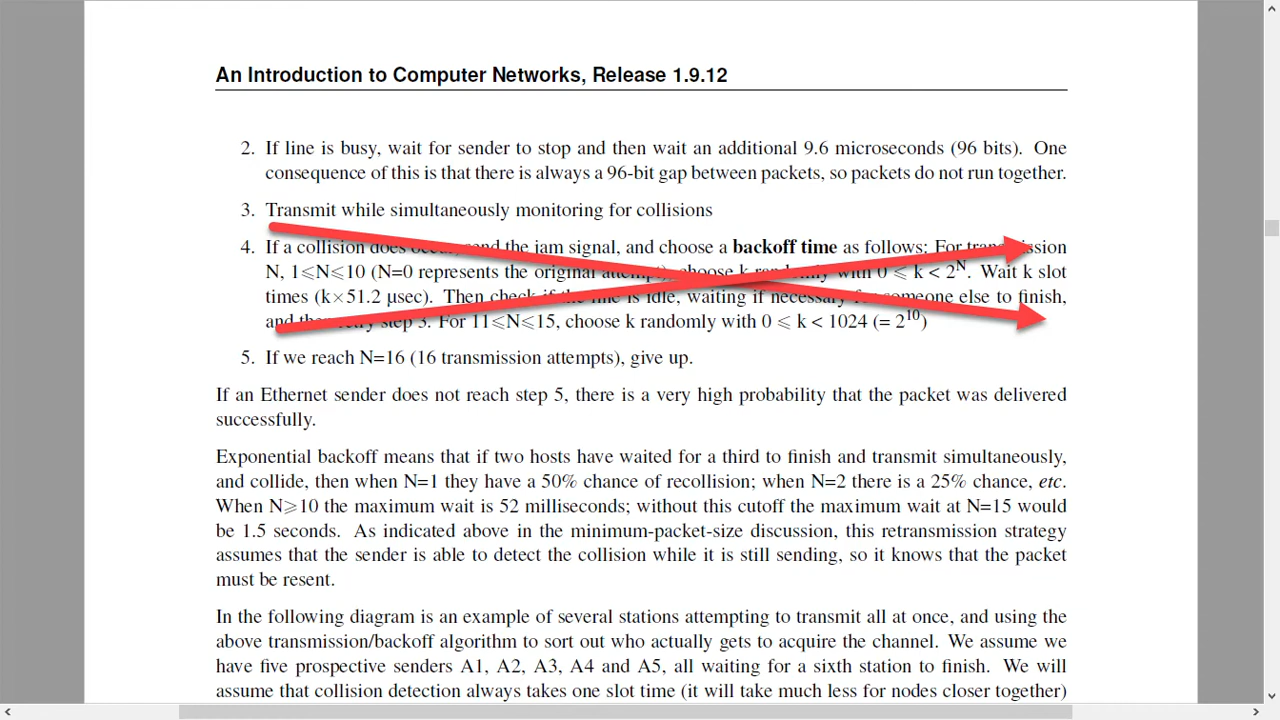 An Introduction to Computer Networks, Release 1.9.12
2. If line is busy, wait for sender to stop and then wait an additional 9.6 microseconds (96 bits). One
consequence of this is that there is always a 96-bit gap between packets, so packets do not run together.
3. Transmit while simultaneously monitoring for collisions
4. If a collision does occur, send the jam signal, and choose a backoff time as follows: For transmission
N, 1⩽N⩽10 (N=0 represents the original attempt), choose k randomly with 0 ⩽ k < 2^N. Wait k slot
times (k×51.2 µsec). Then check if the line is idle, waiting if necessary for someone else to finish,
and then retry step 3. For 11⩽N⩽15, choose k randomly with 0 ⩽ k < 1024 (= 2^10)
5. If we reach N=16 (16 transmission attempts), give up.
If an Ethernet sender does not reach step 5, there is a very high probability that the packet was delivered
successfully.
Exponential backoff means that if two hosts have waited for a third to finish and transmit simultaneously,
and collide, then when N=1 they have a 50% chance of recollision; when N=2 there is a 25% chance, etc.
When N⩾10 the maximum wait is 52 milliseconds; without this cutoff the maximum wait at N=15 would
be 1.5 seconds. As indicated above in the minimum-packet-size discussion, this retransmission strategy
assumes that the sender is able to detect the collision while it is still sending, so it knows that the packet
must be resent.
In the following diagram is an example of several stations attempting to transmit all at once, and using the
above transmission/backoff algorithm to sort out who actually gets to acquire the channel. We assume we
have five prospective senders A1, A2, A3, A4 and A5, all waiting for a sixth station to finish. We will
assume that collision detection always takes one slot time (it will take much less for nodes closer together)